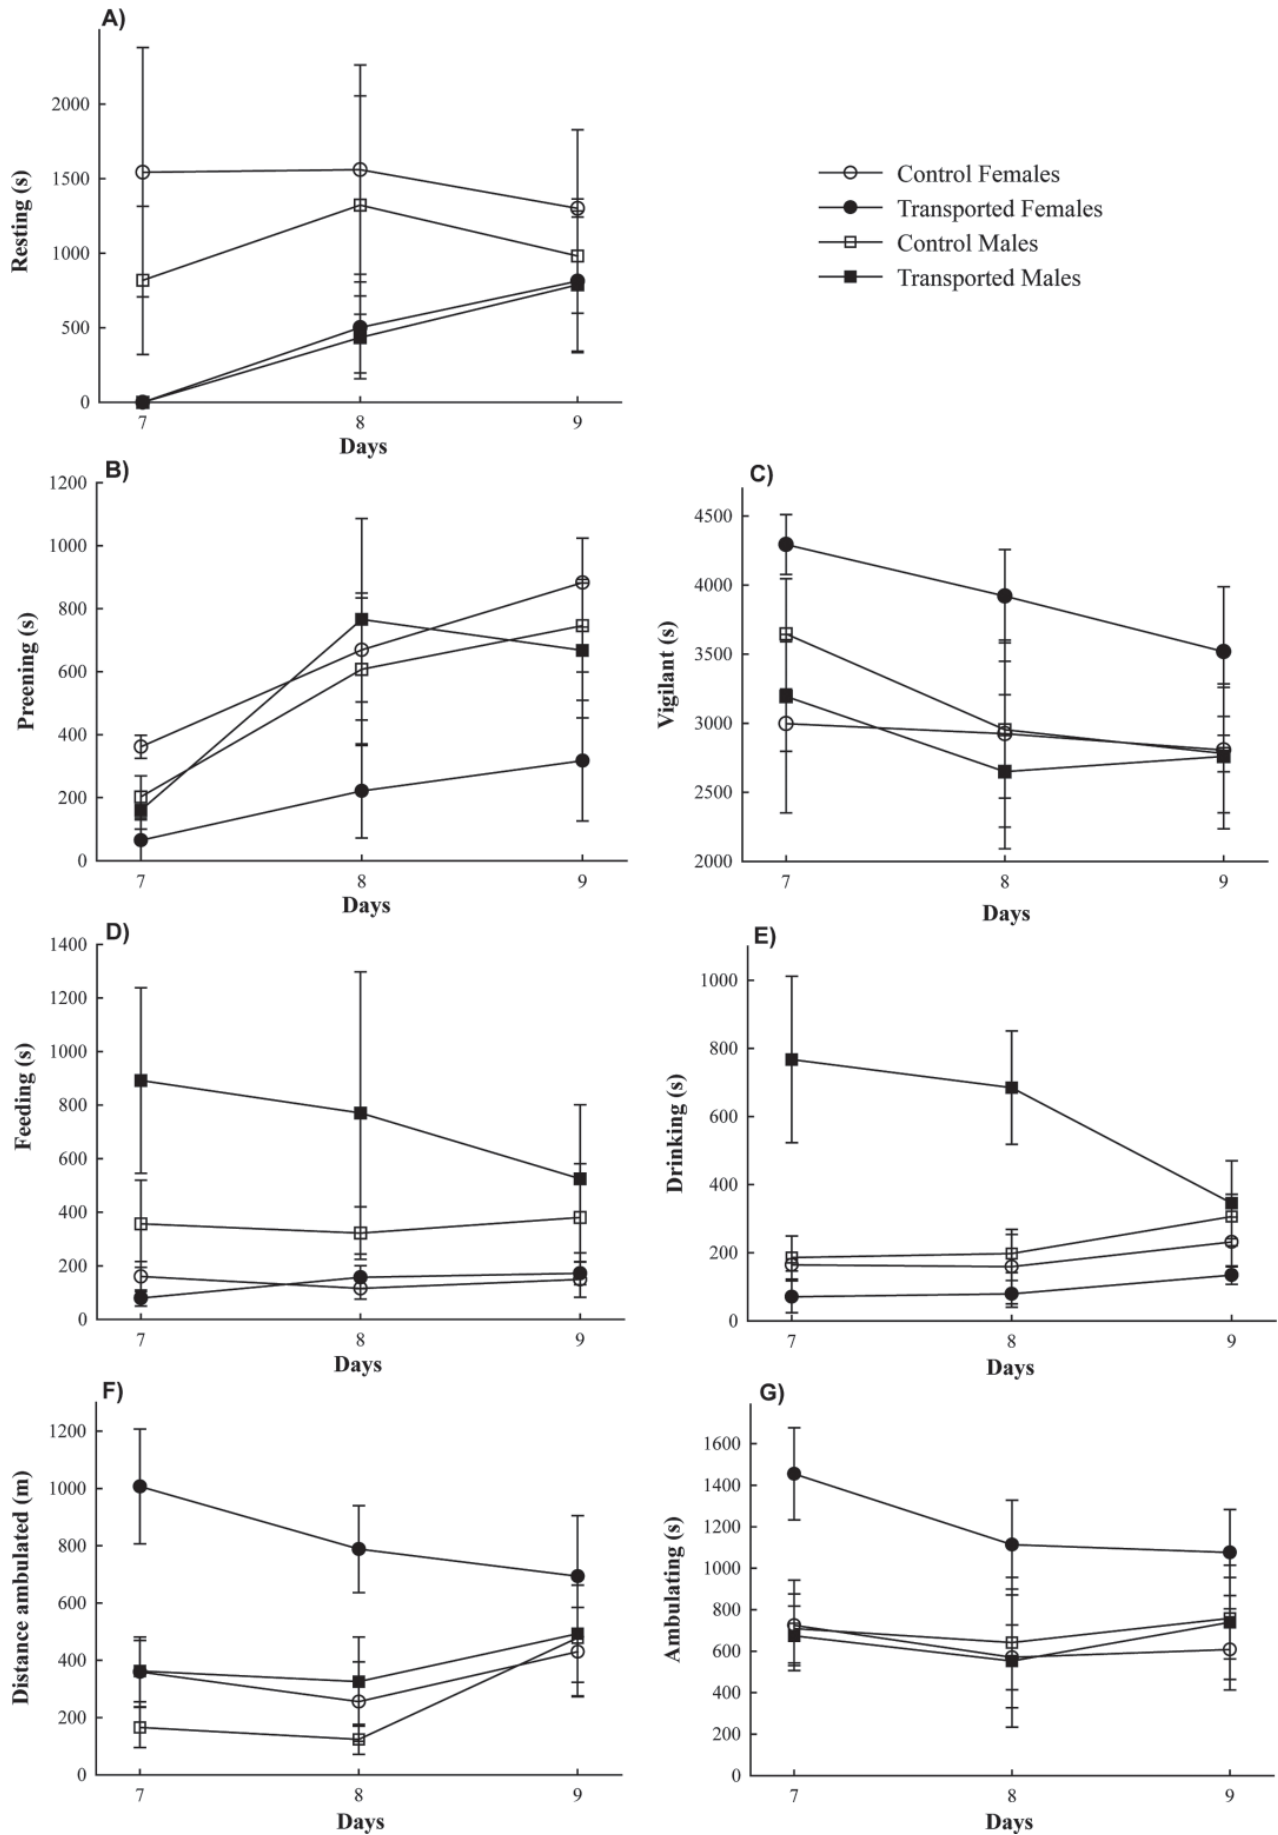 A)
Resting (s)
2000
1500
1000
500
0
7 8 9
Days
Control Females
Transported Females
Control Males
Transported Males
B)
Preening (s)
1200
1000
800
600
400
200
0
7 8 9
Days
C)
Vigilant (s)
4500
4000
3500
3000
2500
2000
7 8 9
Days
D)
Feeding (s)
1400
1200
1000
800
600
400
200
0
7 8 9
Days
E)
Drinking (s)
1000
800
600
400
200
0
7 8 9
Days
F)
Distance ambulated (m)
1200
1000
800
600
400
200
0
7 8 9
Days
G)
Ambulating (s)
1600
1400
1200
1000
800
600
400
200
0
7 8 9
Days